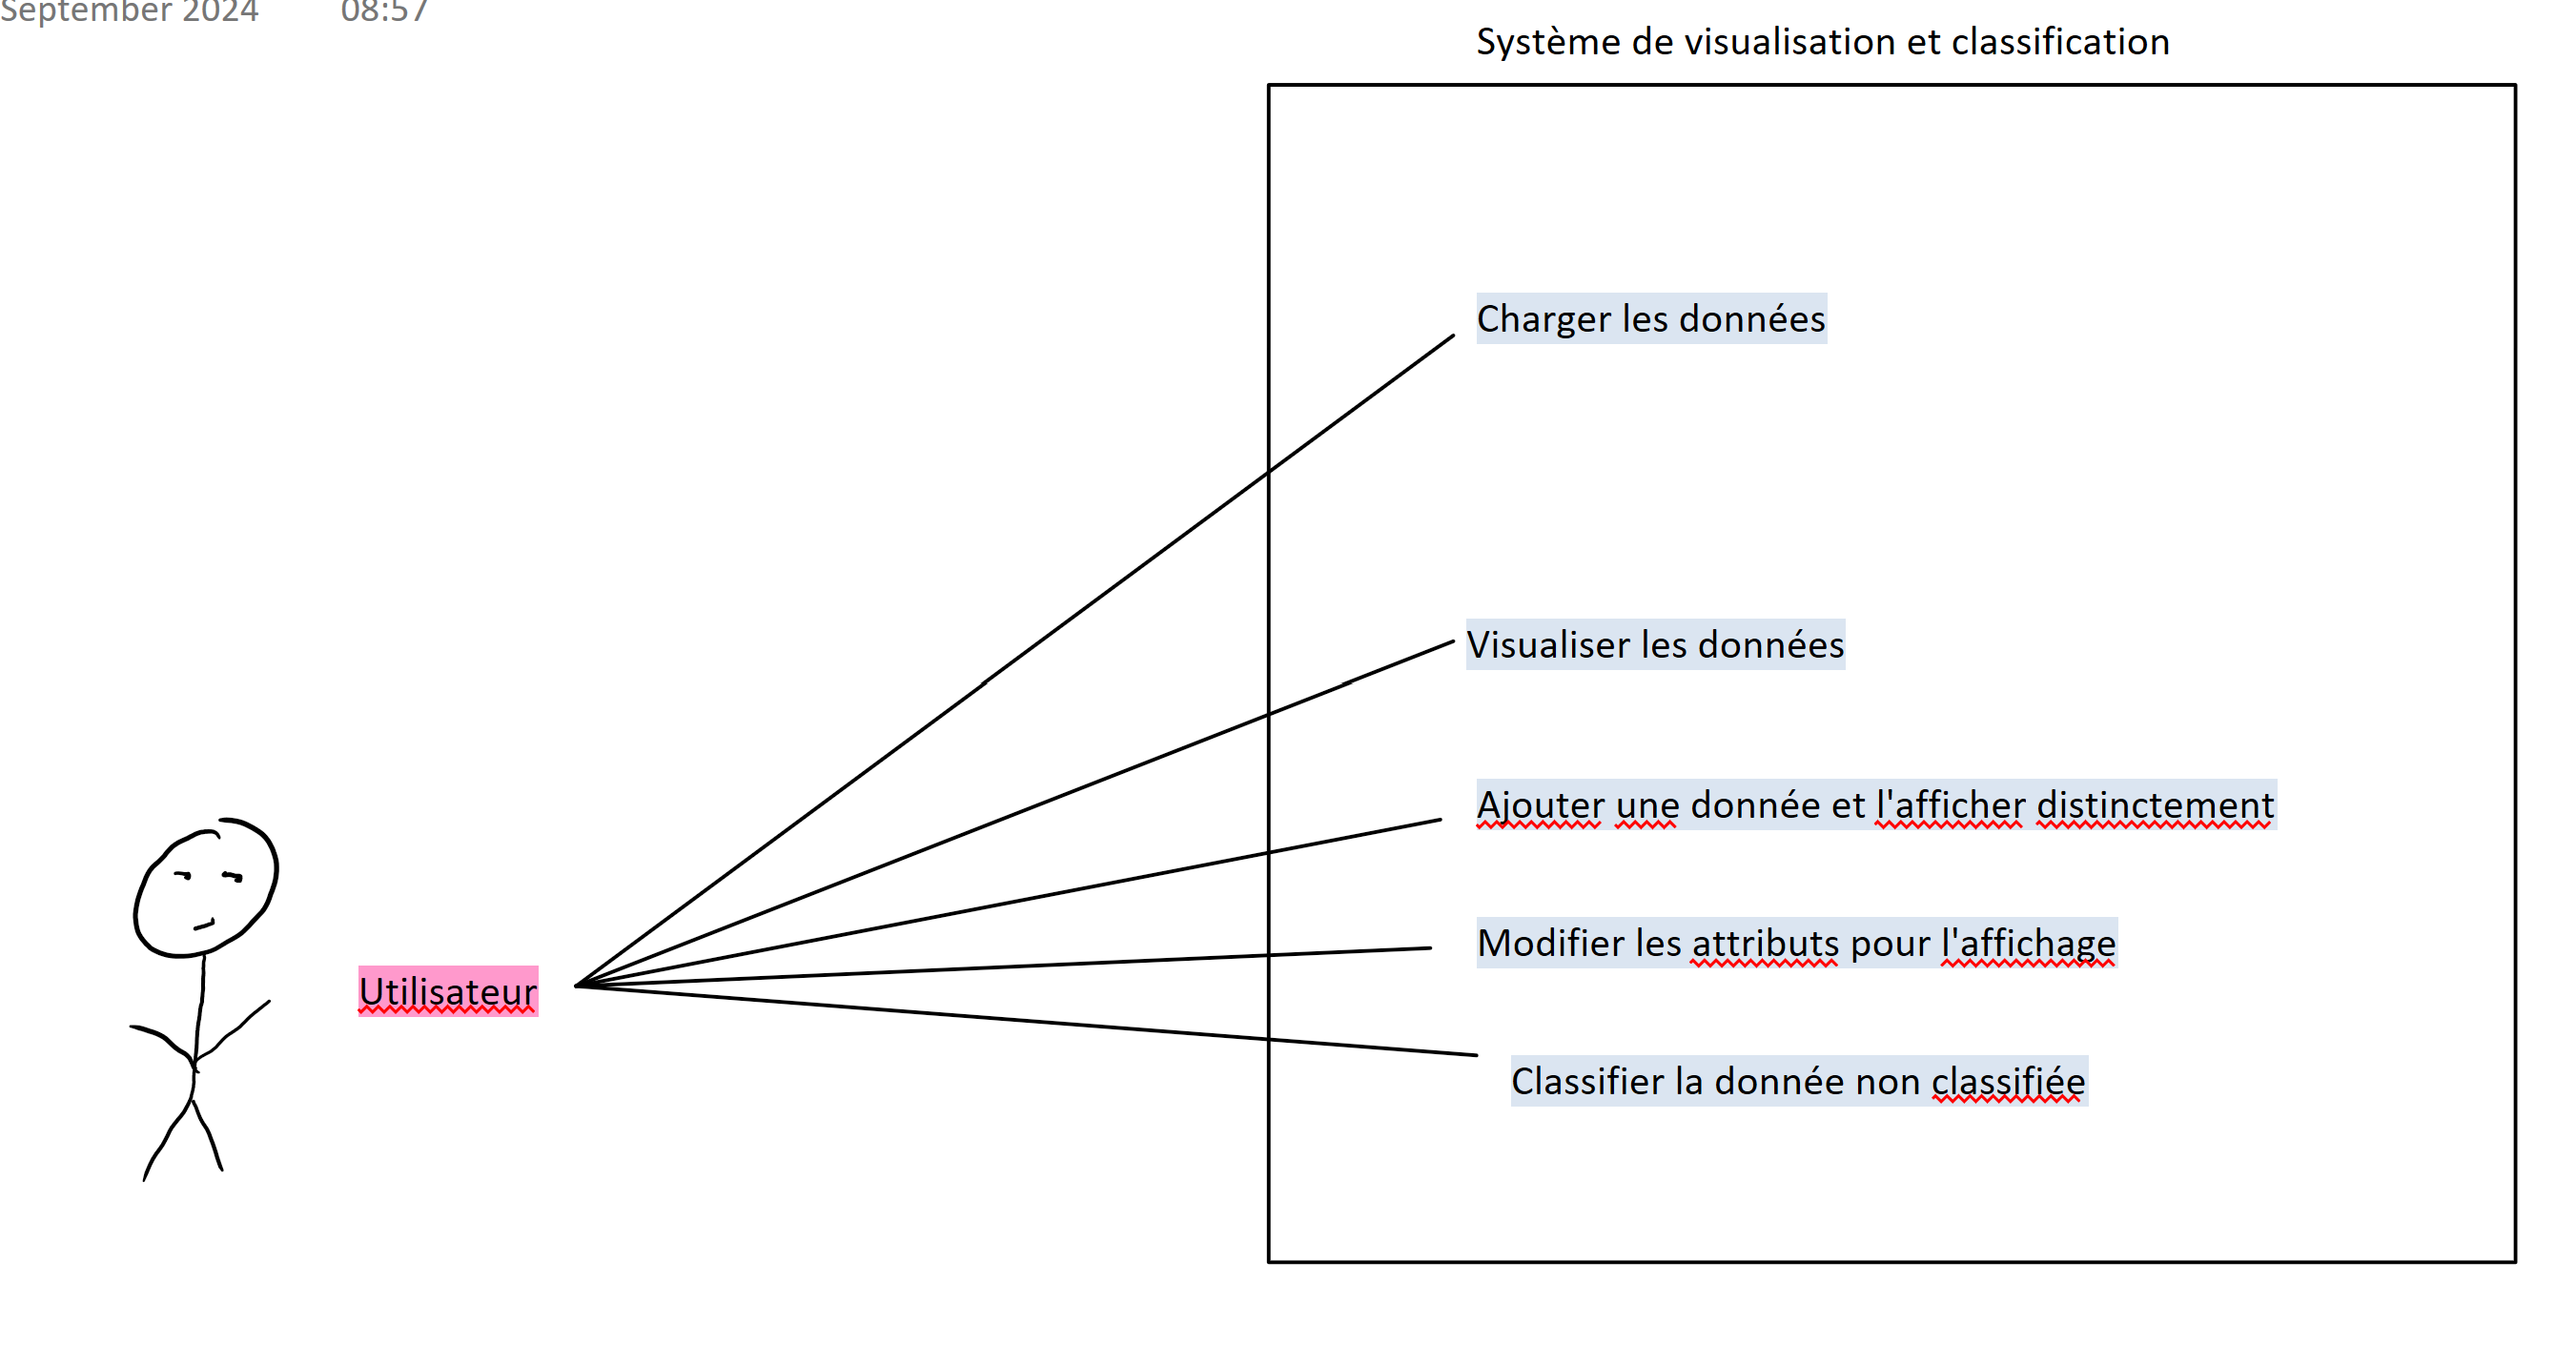 September 2024 08:57
Système de visualisation et classification
Charger les données
Visualiser les données
Ajouter une donnée et l'afficher distinctement
Modifier les attributs pour l'affichage
Utilisateur
Classifier la donnée non classifiée